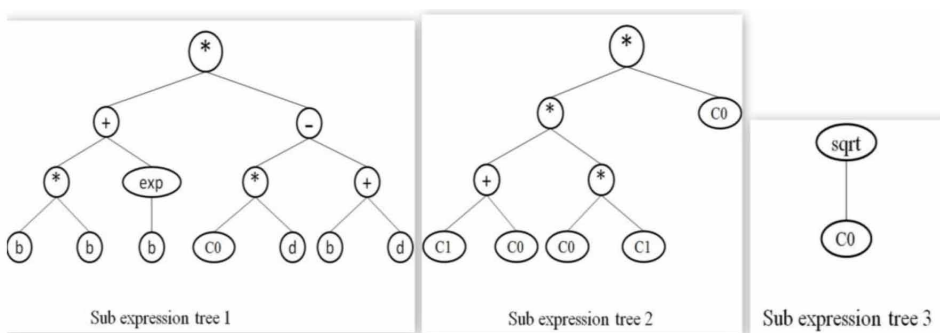 *
+ -
* exp * +
b b b C0 d b d
Sub expression tree 1
*
* C0
+ *
C1 C0 C0 C1
Sub expression tree 2
sqrt
C0
Sub expression tree 3